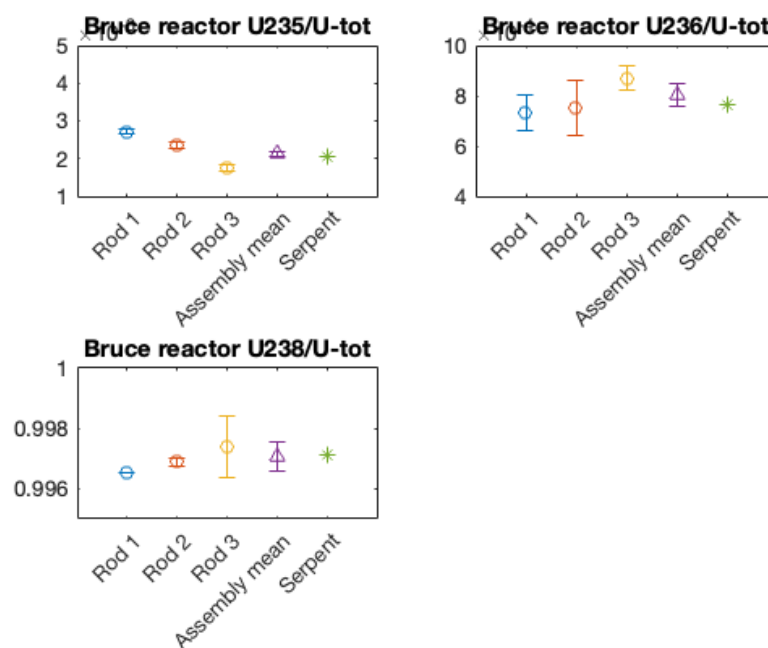 Bruce reactor U235/U-tot
5
4
3
2
1
Rod 1
Rod 2
Rod 3
Assembly mean
Serpent
Bruce reactor U236/U-tot
10
8
6
4
Rod 1
Rod 2
Rod 3
Assembly mean
Serpent
Bruce reactor U238/U-tot
1
0.998
0.996
Rod 1
Rod 2
Rod 3
Assembly mean
Serpent